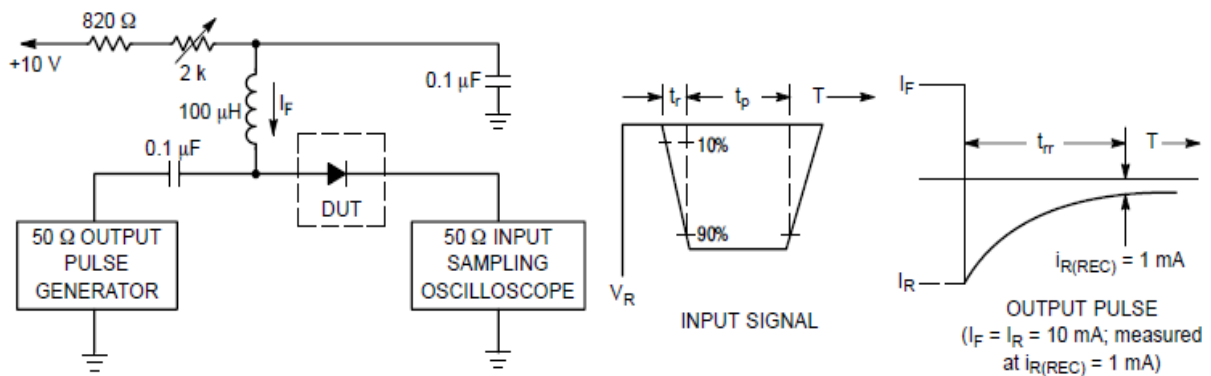 820 Ω
+10 V
2 k
100 μH
I_F
0.1 μF
0.1 μF
DUT
50 Ω OUTPUT
PULSE
GENERATOR
50 Ω INPUT
SAMPLING
OSCILLOSCOPE
t_r
t_p
T
10%
90%
V_R
INPUT SIGNAL
I_F
t_rr
T
I_R
i_R(REC) = 1 mA
OUTPUT PULSE
(I_F = I_R = 10 mA; measured
at i_R(REC) = 1 mA)